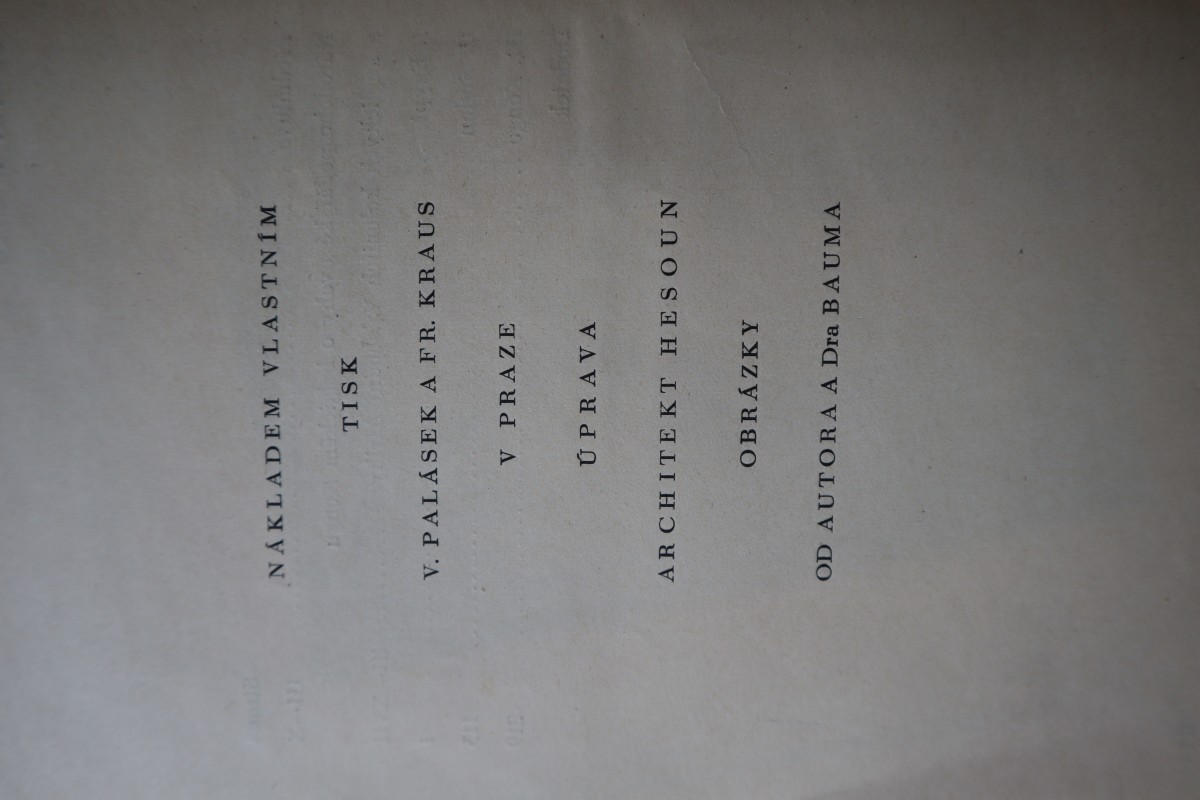 NÁKLADEM VLASTNÍM
TISK
V. PALÁSEK A FR. KRAUS
V PRAZE
ÚPRAVA
ARCHITEKT HESOUN
OBRÁZKY
OD AUTORA A Dra BAUMA